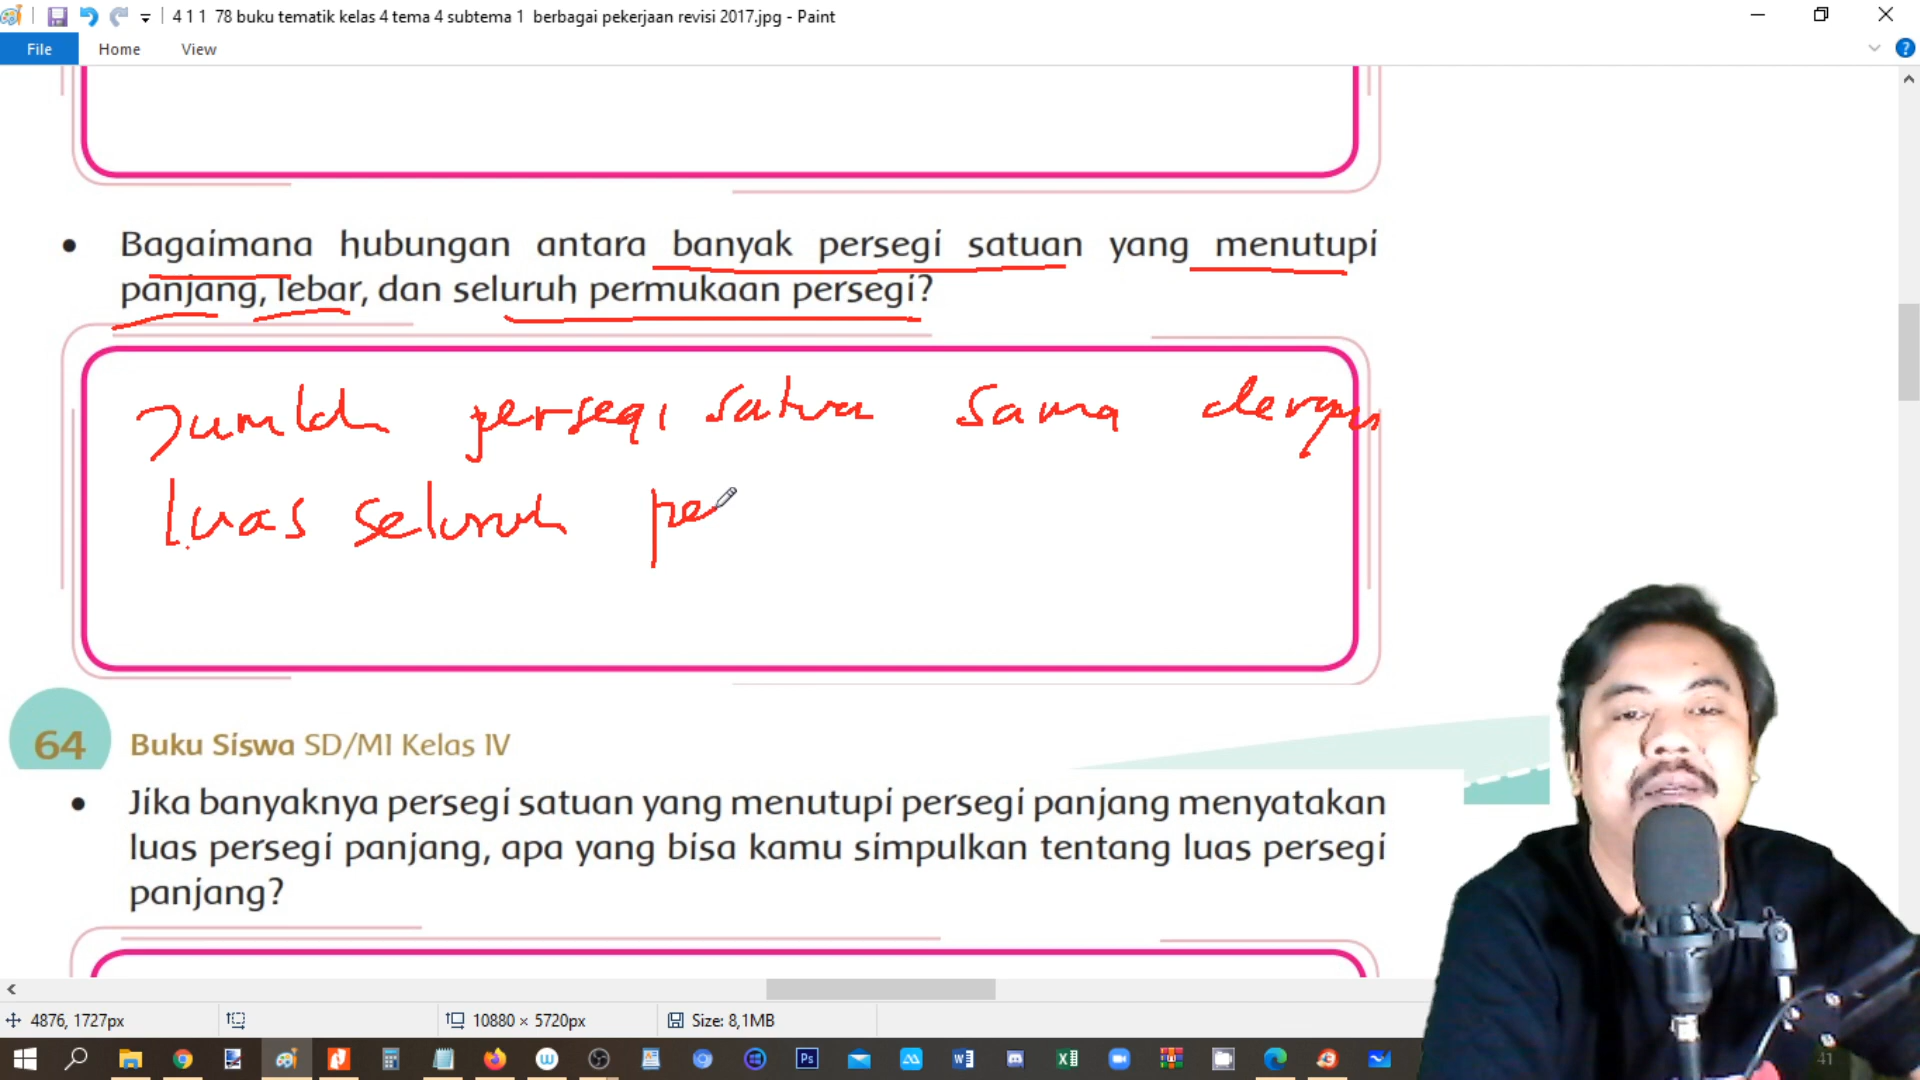 4 1 1 78 buku tematik kelas 4 tema 4 subtema 1 berbagai pekerjaan revisi 2017.jpg - Paint
File Home View
• Bagaimana hubungan antara banyak persegi satuan yang menutupi
panjang, lebar, dan seluruh permukaan persegi?
Jumlah persegi satuan sama dengan
luas seluruh pe
64 Buku Siswa SD/MI Kelas IV
• Jika banyaknya persegi satuan yang menutupi persegi panjang menyatakan
luas persegi panjang, apa yang bisa kamu simpulkan tentang luas persegi
panjang?
4876, 1727px 10880 × 5720px Size: 8,1MB
Ps
41